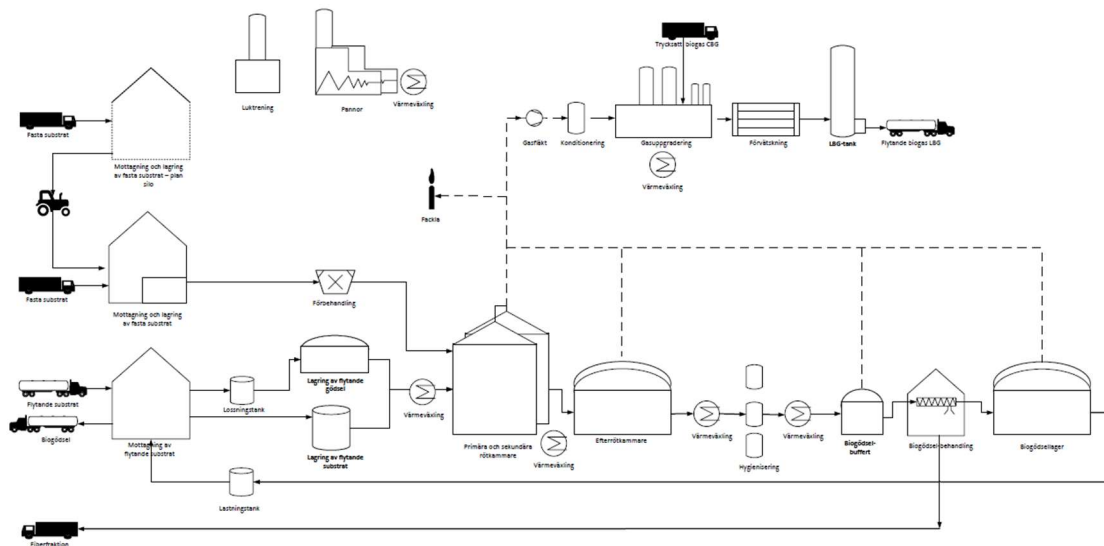 Trycksatt biogas CBG
Luktrening
Pannor
Värmeväxling
Fasta substrat
Gasfläkt
Konditionering
Gasuppgradering
Förvätskning
LBG-tank
Flytande biogas LBG
Mottagning och lagring
av fasta substrat – plan
silo
Värmeväxling
Fackla
Fasta substrat
Mottagning och lagring
av fasta substrat
Förbehandling
Flytande substrat
Lossningstank
Lagring av flytande
gödsel
Värmeväxling
Biogödsel
Mottagning av
flytande substrat
Lagring av flytande
substrat
Primära och sekundära
rötkammare
Värmeväxling
Efterrötkammare
Värmeväxling
Hygienisering
Värmeväxling
Biogödsel-
buffert
Biogödselbehandling
Biogödsellager
Lastningstank
Fiberfraktion